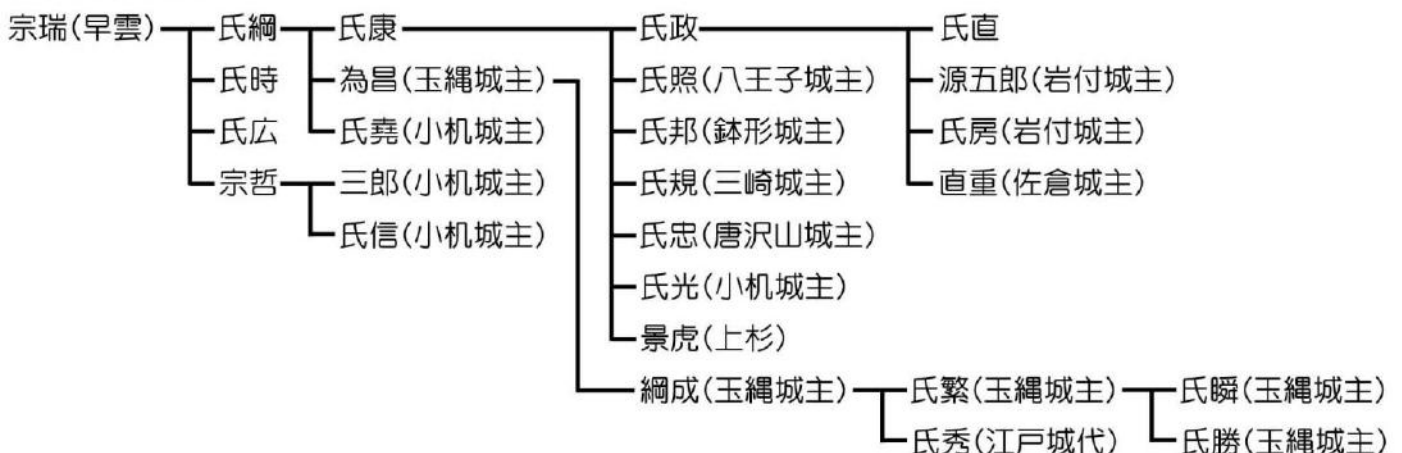 宗瑞(早雲) 氏綱 氏康 氏政 氏直
氏時 為昌(玉縄城主) 氏照(八王子城主) 源五郎(岩付城主)
氏広 氏堯(小机城主) 氏邦(鉢形城主) 氏房(岩付城主)
宗哲 三郎(小机城主) 氏規(三崎城主) 直重(佐倉城主)
氏信(小机城主) 氏忠(唐沢山城主)
氏光(小机城主)
景虎(上杉)
綱成(玉縄城主) 氏繁(玉縄城主) 氏瞬(玉縄城主)
氏秀(江戸城代) 氏勝(玉縄城主)